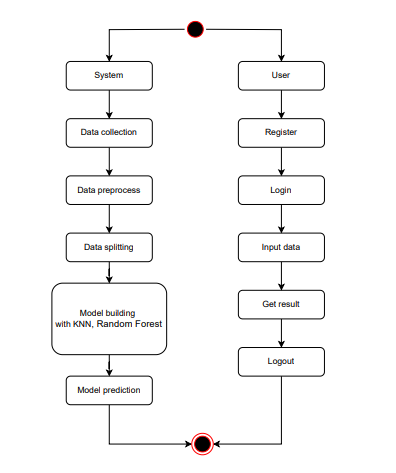 System
User
Data collection
Register
Data preprocess
Login
Data splitting
Input data
Model building
with KNN, Random Forest
Get result
Logout
Model prediction